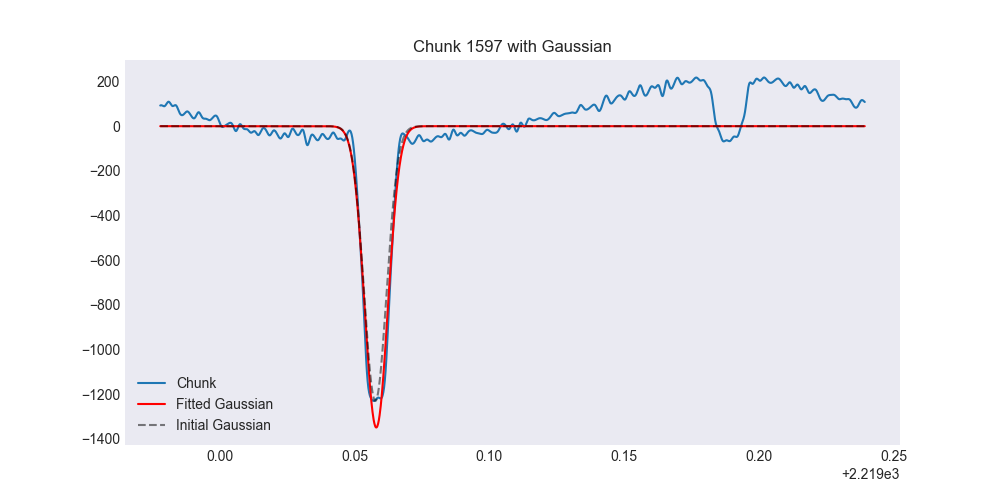 Chunk 1597 with Gaussian
200
0
−200
−400
−600
−800
−1000
−1200
−1400
Chunk
Fitted Gaussian
Initial Gaussian
0.00 0.05 0.10 0.15 0.20 0.25
+2.219e3